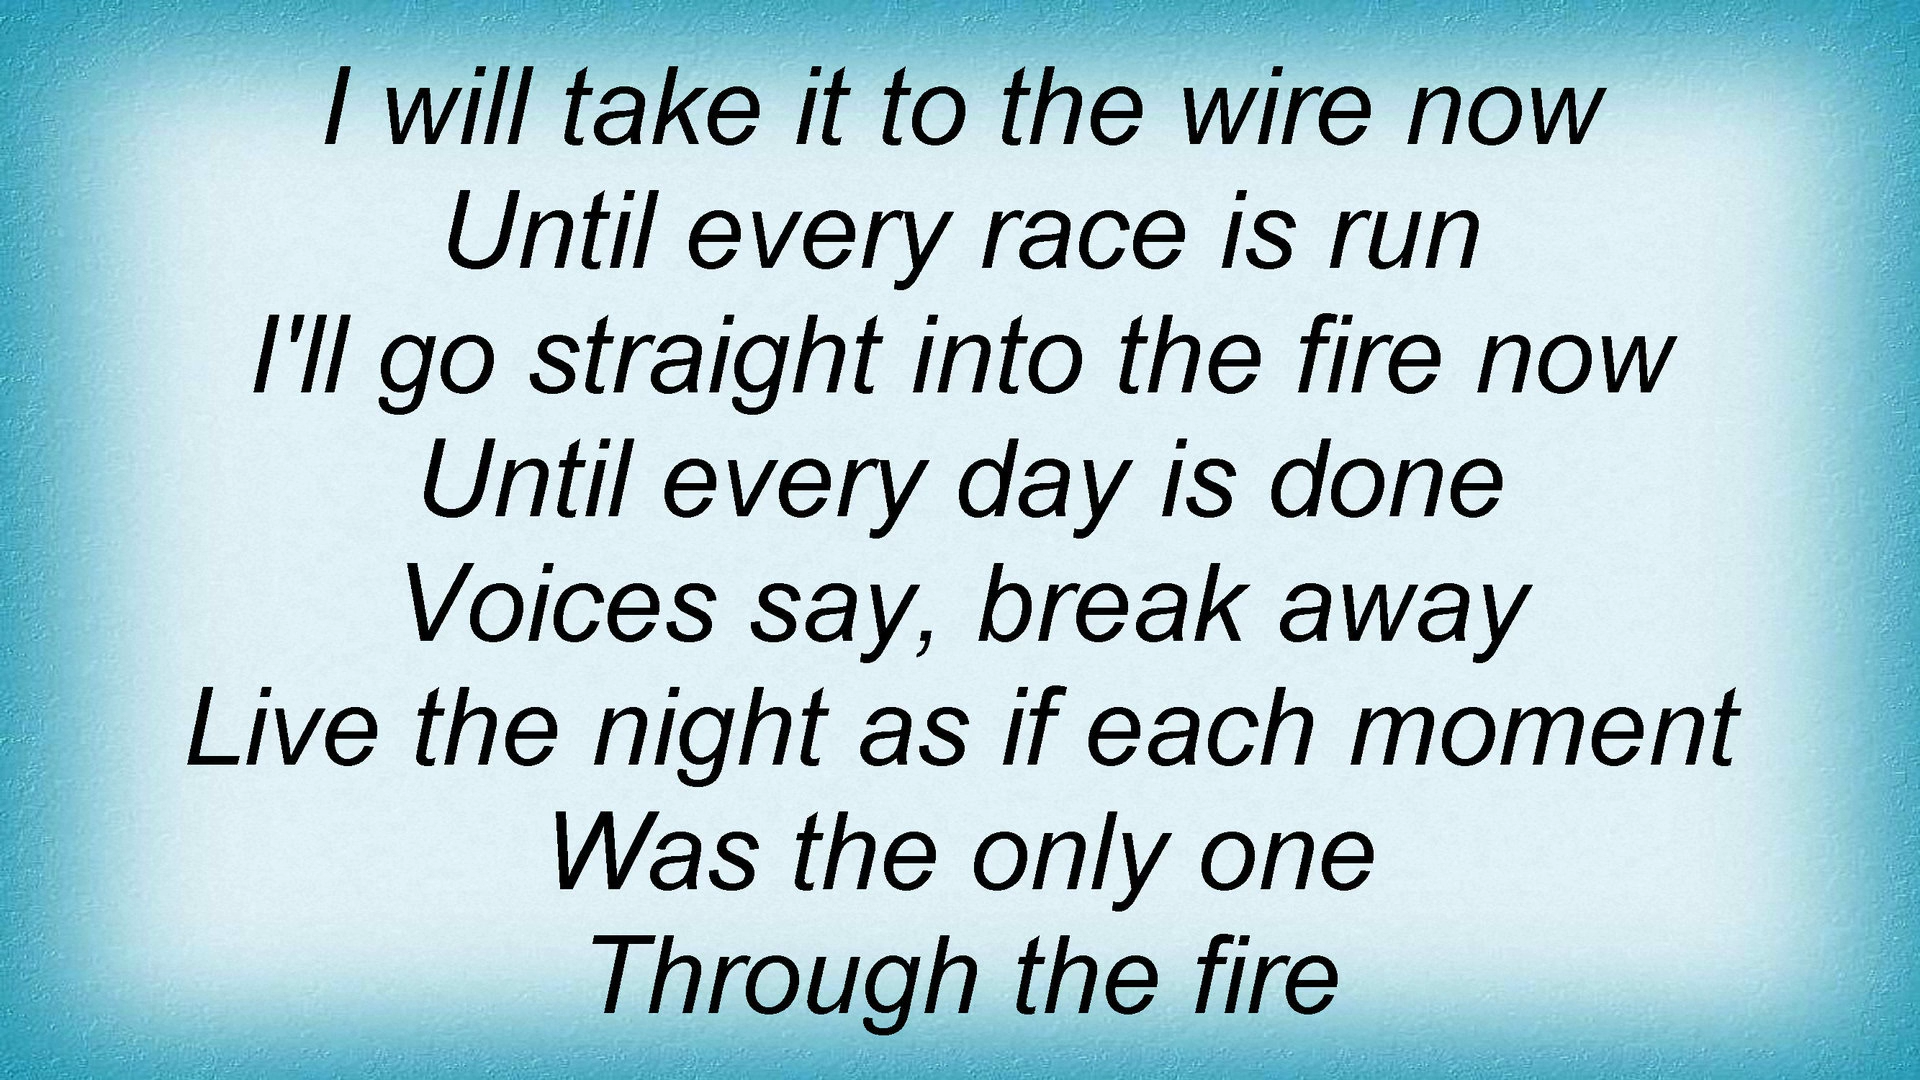 I will take it to the wire now
Until every race is run
I'll go straight into the fire now
Until every day is done
Voices say, break away
Live the night as if each moment
Was the only one
Through the fire